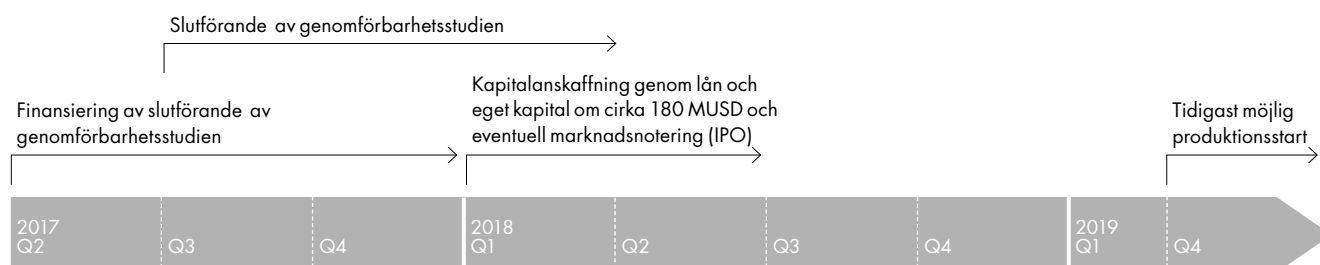 Slutförande av genomförbarhetsstudien
Finansiering av slutförande av
genomförbarhetsstudien
Kapitalanskaffning genom lån och
eget kapital om cirka 180 MUSD och
eventuell marknadsnotering (IPO)
Tidigast möjlig
produktionsstart
2017
Q2
Q3
Q4
2018
Q1
Q2
Q3
Q4
2019
Q1
Q4